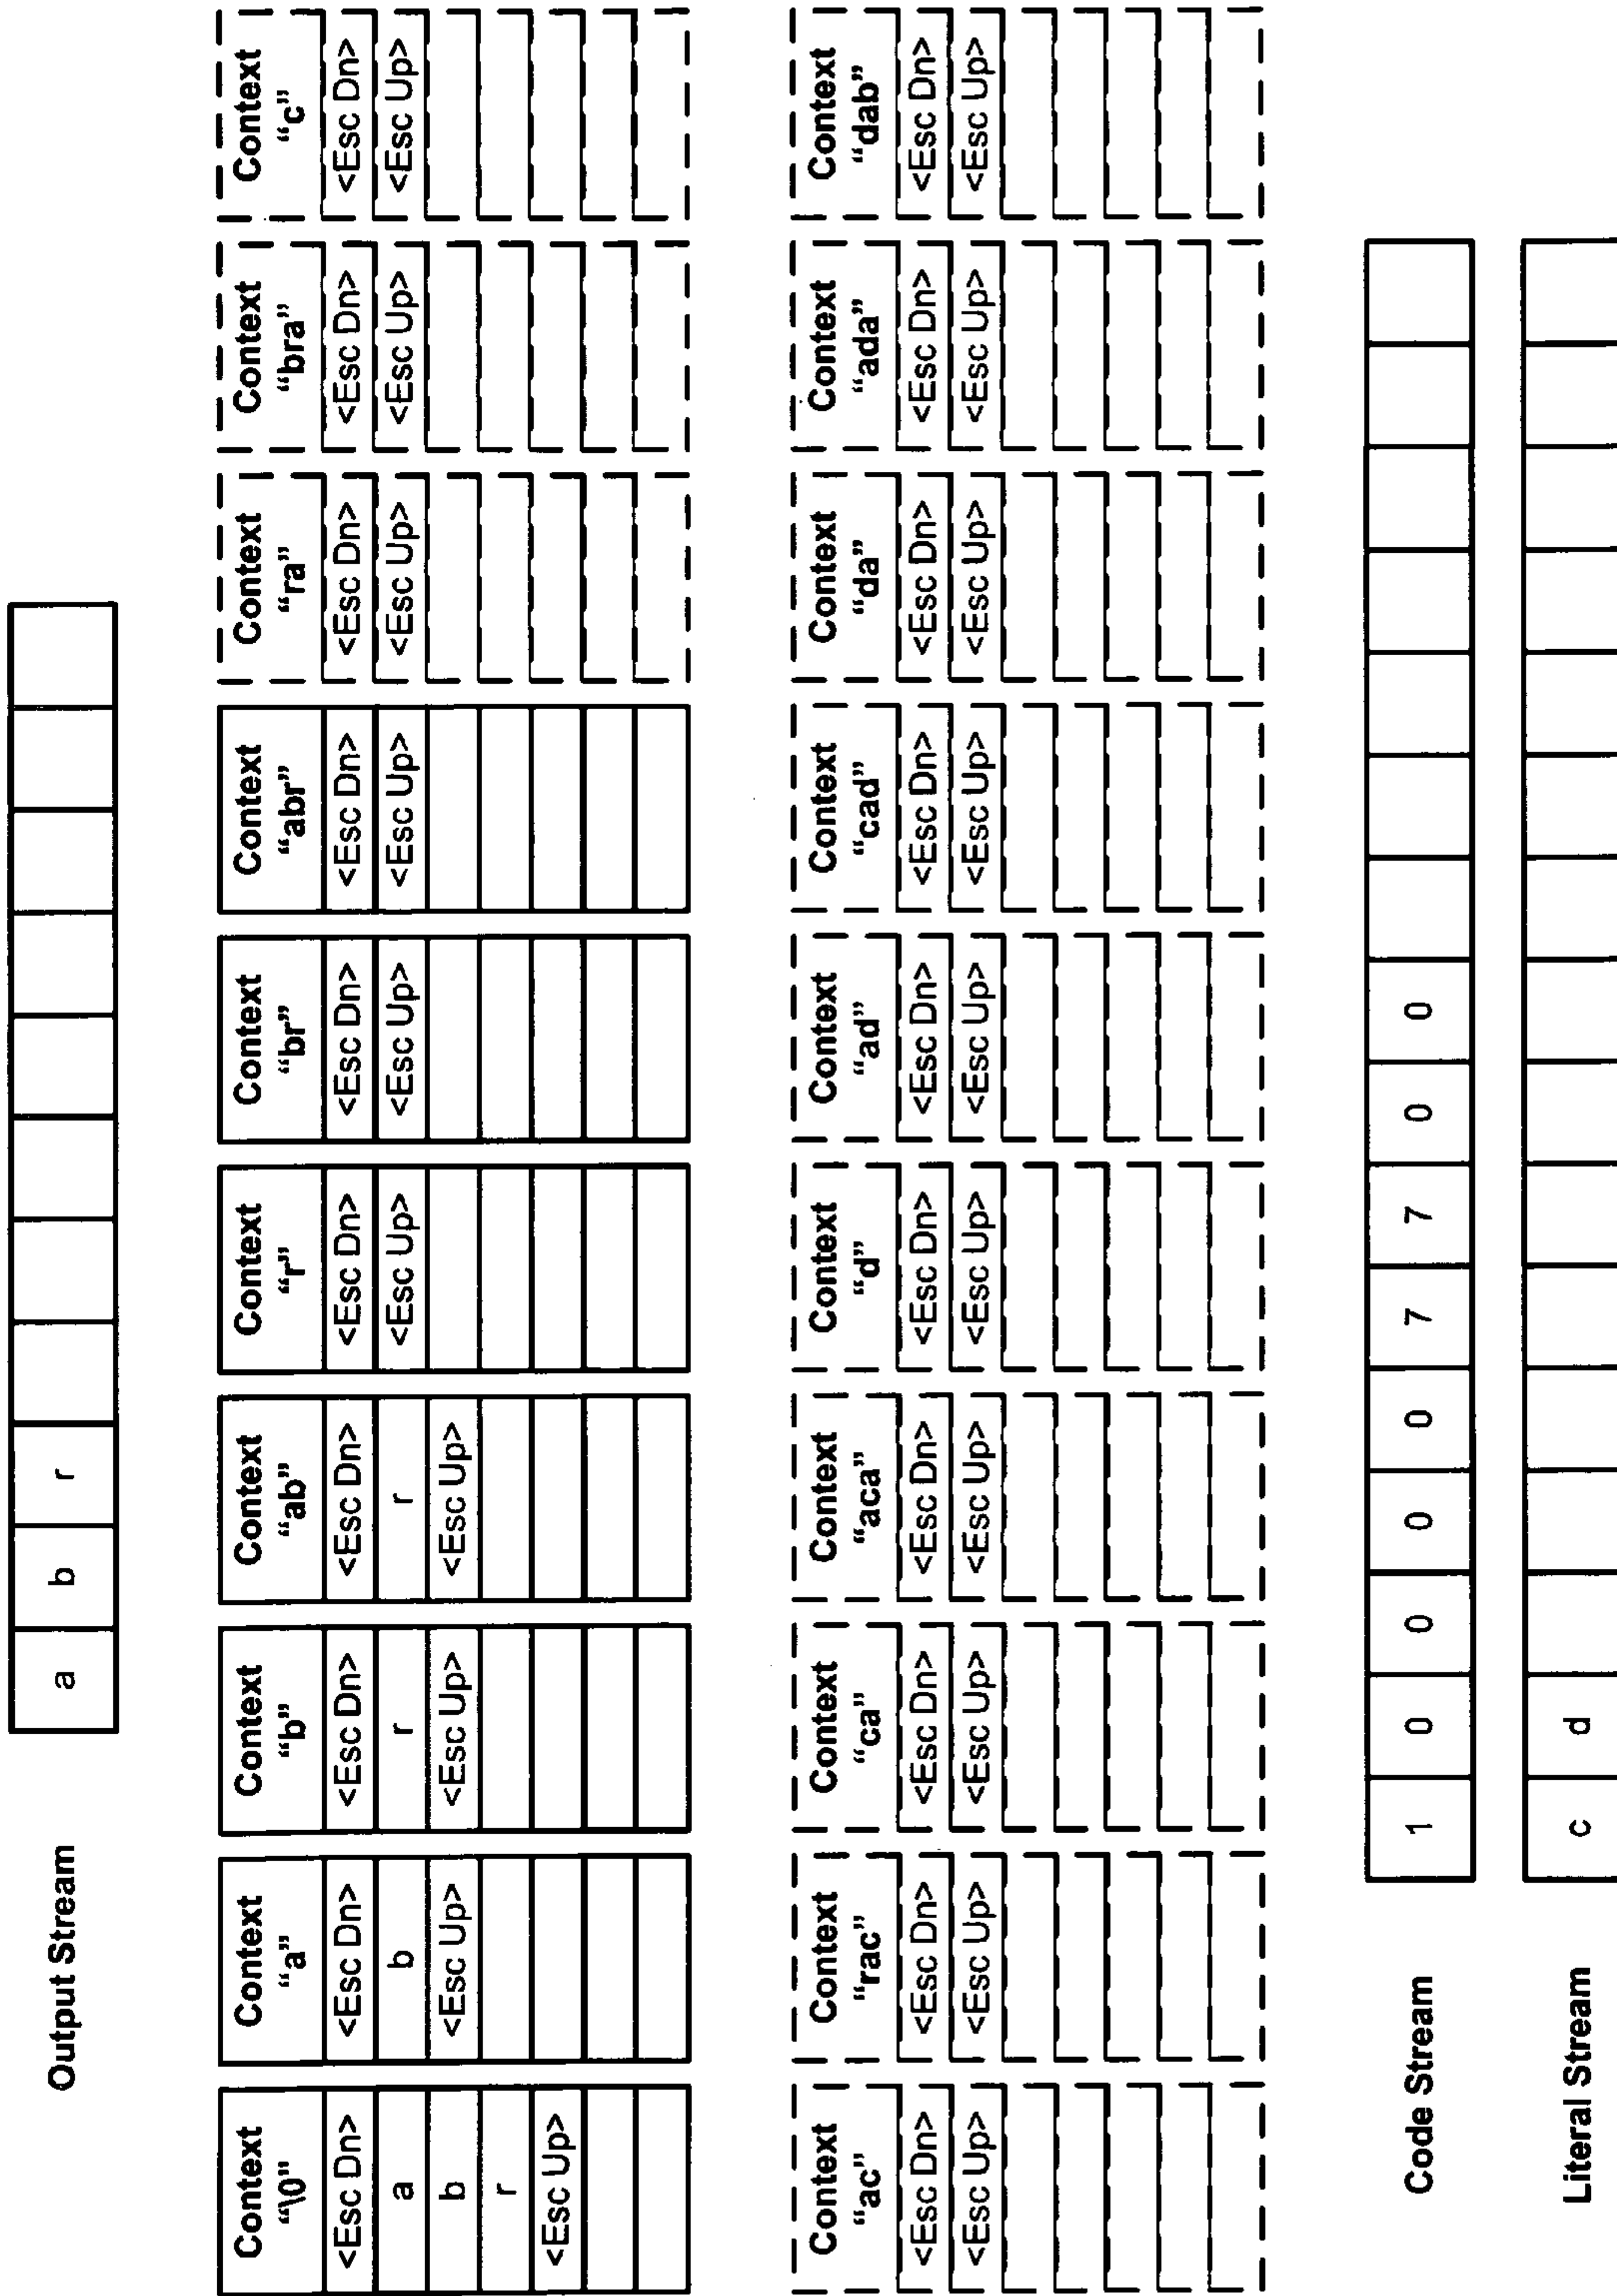 Output Stream a b r
Context Context Context Context Context Context Context Context Context Context
“\0” “a” “b” “ab” “r” “br” “abr” “ra” “bra” “c”
<Esc Dn> <Esc Dn> <Esc Dn> <Esc Dn> <Esc Dn> <Esc Dn> <Esc Dn> <Esc Dn> <Esc Dn> <Esc Dn>
a b r r <Esc Up> <Esc Up> <Esc Up> <Esc Up> <Esc Up> <Esc Up>
b <Esc Up> <Esc Up> <Esc Up>
r
<Esc Up>
Context Context Context Context Context Context Context Context Context Context
“ac” “rac” “ca” “aca” “d” “ad” “cad” “da” “ada” “dab”
<Esc Dn> <Esc Dn> <Esc Dn> <Esc Dn> <Esc Dn> <Esc Dn> <Esc Dn> <Esc Dn> <Esc Dn> <Esc Dn>
<Esc Up> <Esc Up> <Esc Up> <Esc Up> <Esc Up> <Esc Up> <Esc Up> <Esc Up> <Esc Up> <Esc Up>
Code Stream 1 0 0 0 0 7 7 0 0
Literal Stream c d